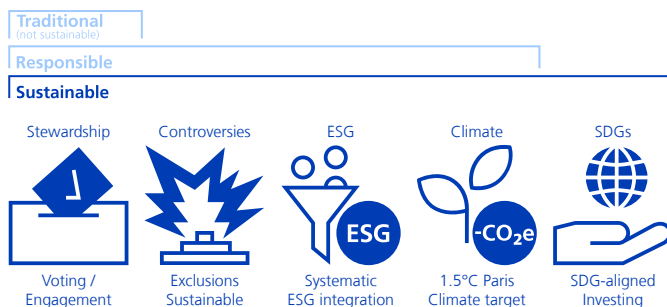 Traditional
(not sustainable)
Responsible
Sustainable
Stewardship
Controversies
ESG
Climate
SDGs
ESG
-CO₂e
Voting /
Engagement
Exclusions
Sustainable
Systematic
ESG integration
1.5°C Paris
Climate target
SDG-aligned
Investing